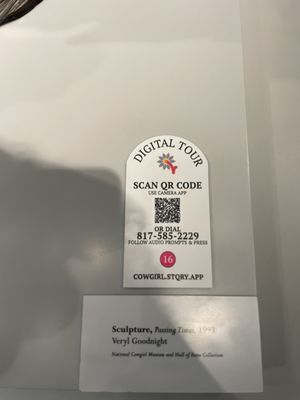 DIGITAL TOUR
SCAN QR CODE
USE CAMERA APP
OR DIAL
817-585-2229
FOLLOW AUDIO PROMPTS & PRESS
16
COWGIRL.STQRY.APP
Sculpture, Passing Times, 1993
Veryl Goodnight
National Cowgirl Museum and Hall of Fame Collection